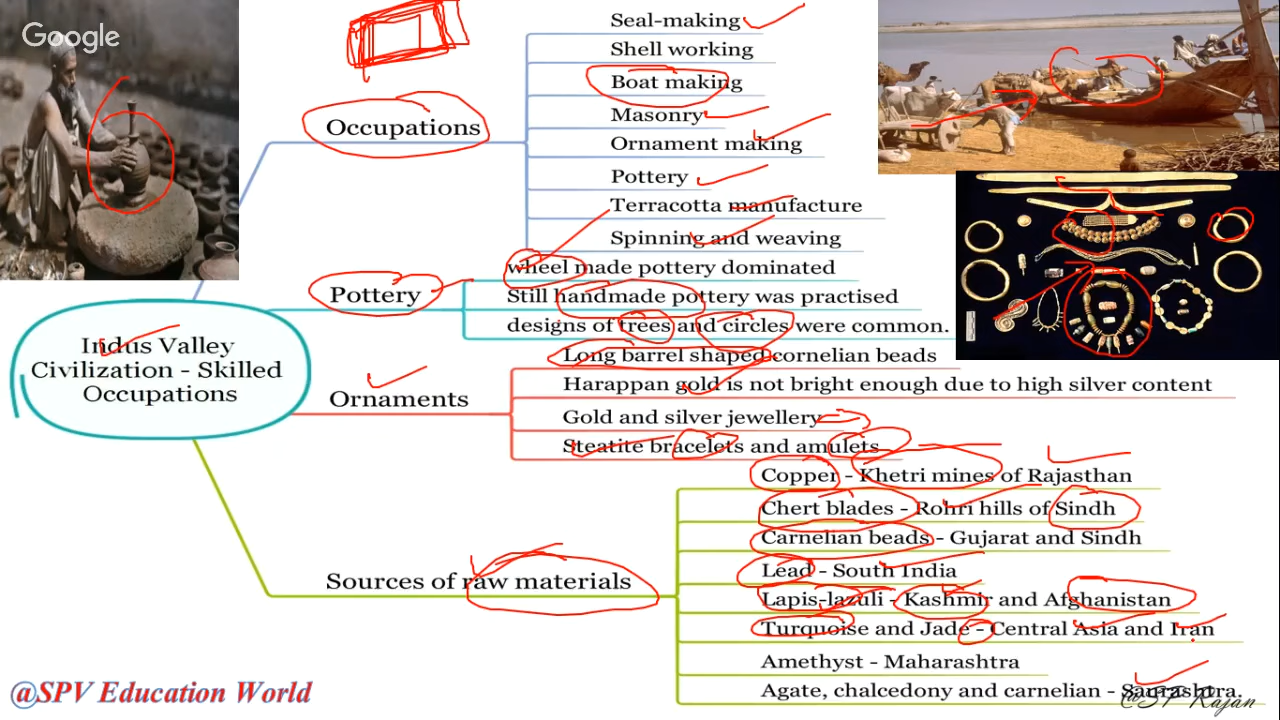 Google
Seal-making
Shell working
Boat making
Masonry
Occupations
Ornament making
Pottery
Terracotta manufacture
Spinning and weaving
wheel made pottery dominated
Pottery
Still handmade pottery was practised
designs of trees and circles were common.
Indus Valley
Civilization - Skilled
Occupations
Long barrel shaped cornelian beads
Harappan gold is not bright enough due to high silver content
Ornaments
Gold and silver jewellery
Steatite bracelets and amulets
Copper - Khetri mines of Rajasthan
Chert blades - Rohri hills of Sindh
Carnelian beads - Gujarat and Sindh
Lead - South India
Sources of raw materials
Lapis-lazuli - Kashmir and Afghanistan
Turquoise and Jade - Central Asia and Iran
Amethyst - Maharashtra
Agate, chalcedony and carnelian - Saurashtra.
@SPV Education World
@ST Rajan